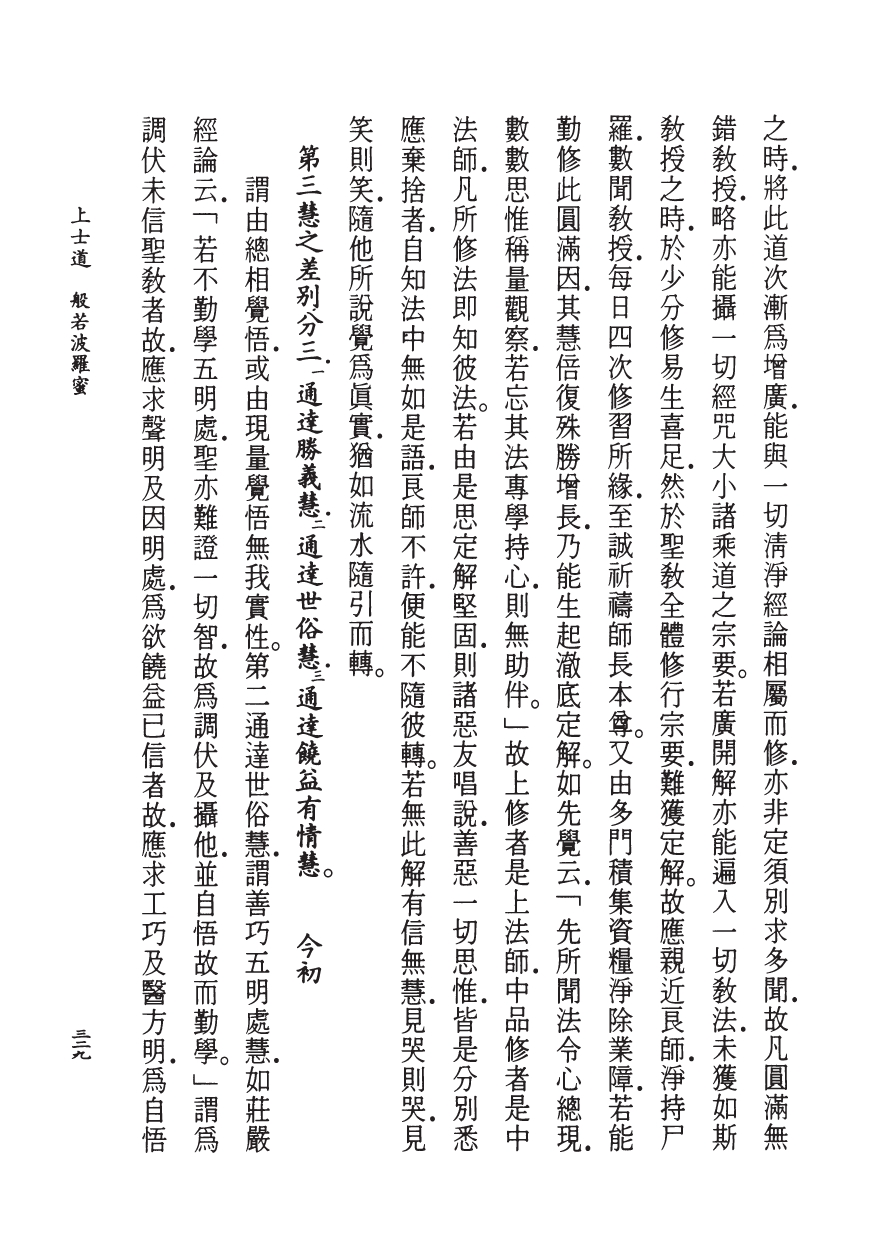 之時．將此道次漸爲增廣．能與一切淸淨經論相屬而修．亦非定須別求多聞．故凡圓滿無
錯敎授．略亦能攝一切經咒大小諸乘道之宗要。若廣開解亦能遍入一切敎法．未獲如斯
敎授之時．於少分修易生喜足．然於聖敎全體修行宗要．難獲定解。故應親近良師．淨持尸
羅．數聞敎授．每日四次修習所緣．至誠祈禱師長本尊。又由多門積集資糧淨除業障．若能
勤修此圓滿因．其慧倍復殊勝增長．乃能生起澈底定解。如先覺云．「先所聞法令心總現．
數數思惟稱量觀察．若忘其法專學持心．則無助伴。」故上修者是上法師．中品修者是中
法師．凡所修法即知彼法。若由是思定解堅固．則諸惡友唱說．善惡一切思惟．皆是分別悉
應棄捨者．自知法中無如是語．良師不許．便能不隨彼轉。若無此解有信無慧．見哭則哭．見
笑則笑．隨他所說覺爲眞實．猶如流水隨引而轉。
第三慧之差別分三．一通達勝義慧．二通達世俗慧．三通達饒益有情慧。　今初
謂由總相覺悟．或由現量覺悟無我實性。第二通達世俗慧．謂善巧五明處慧．如莊嚴
經論云．「若不勤學五明處．聖亦難證一切智．故爲調伏及攝他．並自悟故而勤學。」謂爲
調伏未信聖敎者故．應求聲明及因明處．爲欲饒益已信者故．應求工巧及醫方明．爲自悟
上士道　般若波羅蜜
三二九